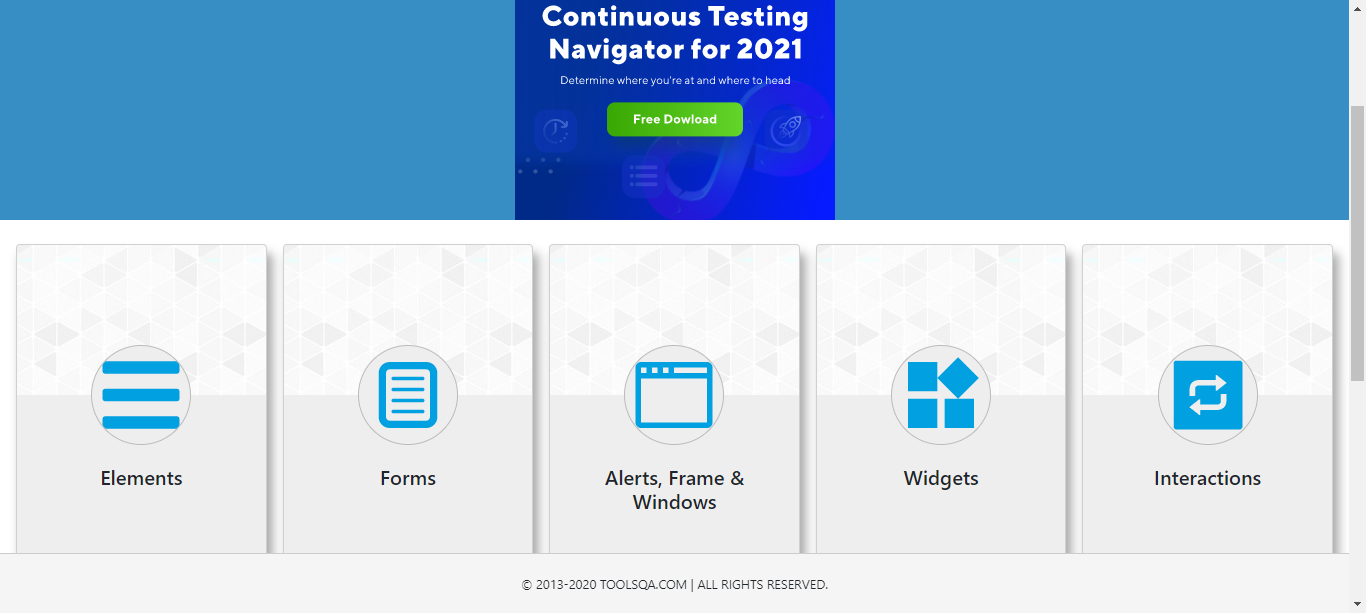 Continuous Testing
Navigator for 2021
Determine where you're at and where to head
Free Dowload
Elements
Forms
Alerts, Frame &
Windows
Widgets
Interactions
© 2013-2020 TOOLSQA.COM | ALL RIGHTS RESERVED.